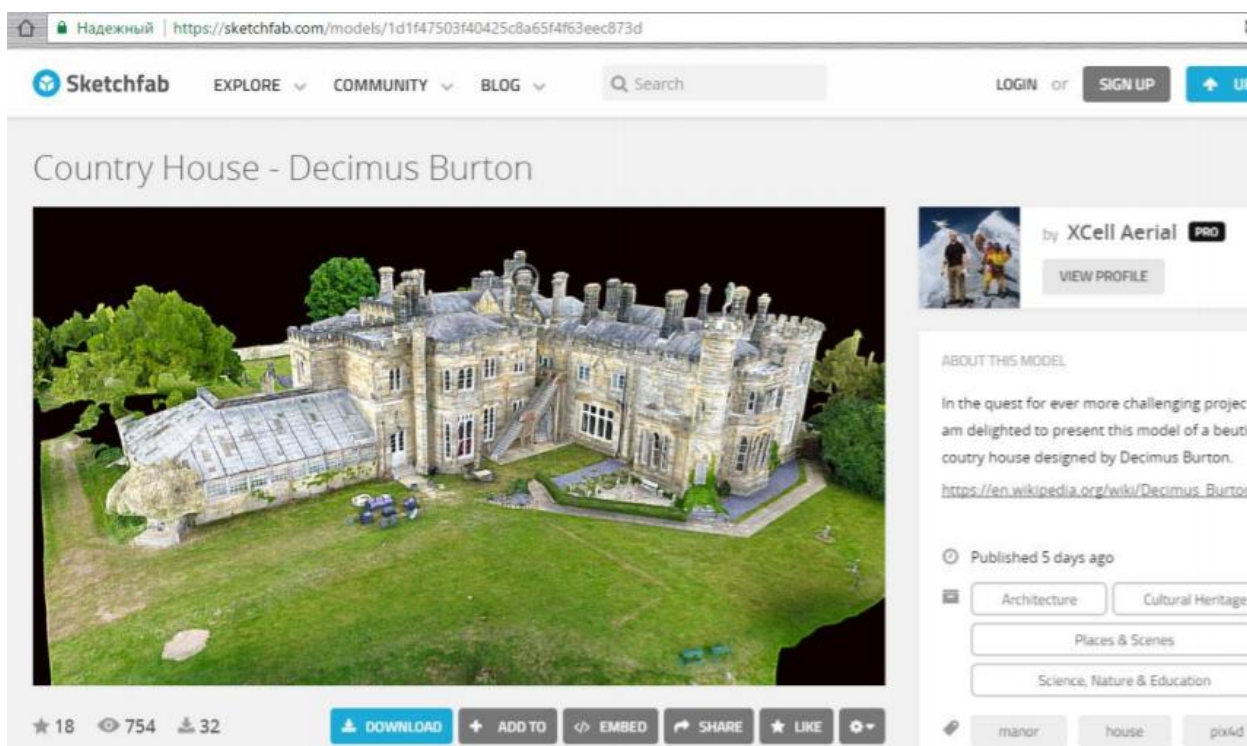 Надежный | https://sketchfab.com/models/1d1f47503f40425c8a65f4f63eec873d
Sketchfab EXPLORE COMMUNITY BLOG Search LOGIN or SIGN UP
Country House - Decimus Burton
by XCell Aerial PRO
VIEW PROFILE
ABOUT THIS MODEL
In the quest for ever more challenging projec
am delighted to present this model of a beuti
coutry house designed by Decimus Burton.
https://en.wikipedia.org/wiki/Decimus_Burton
Published 5 days ago
Architecture Cultural Heritage
Places & Scenes
Science, Nature & Education
18 754 32 DOWNLOAD + ADD TO </> EMBED SHARE LIKE
manor house pix4d